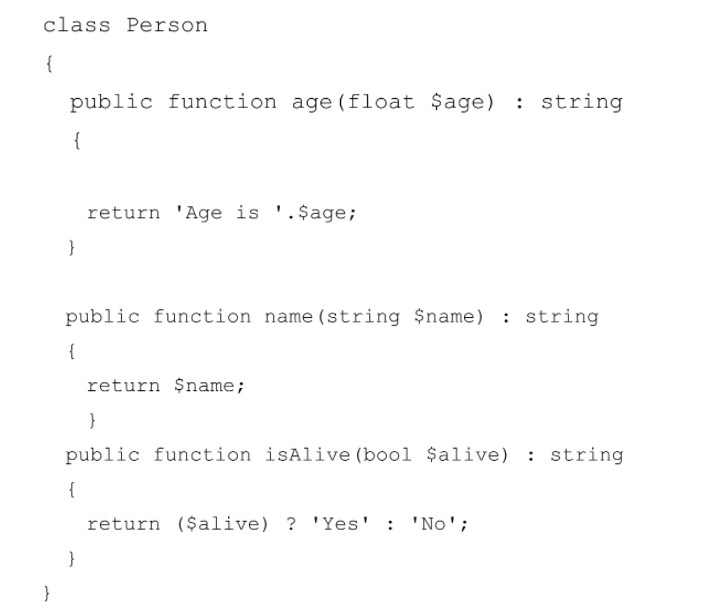 class Person
{
public function age(float $age) : string
{
return 'Age is '.$age;
}
public function name(string $name) : string
{
return $name;
}
public function isAlive(bool $alive) : string
{
return ($alive) ? 'Yes' : 'No';
}
}